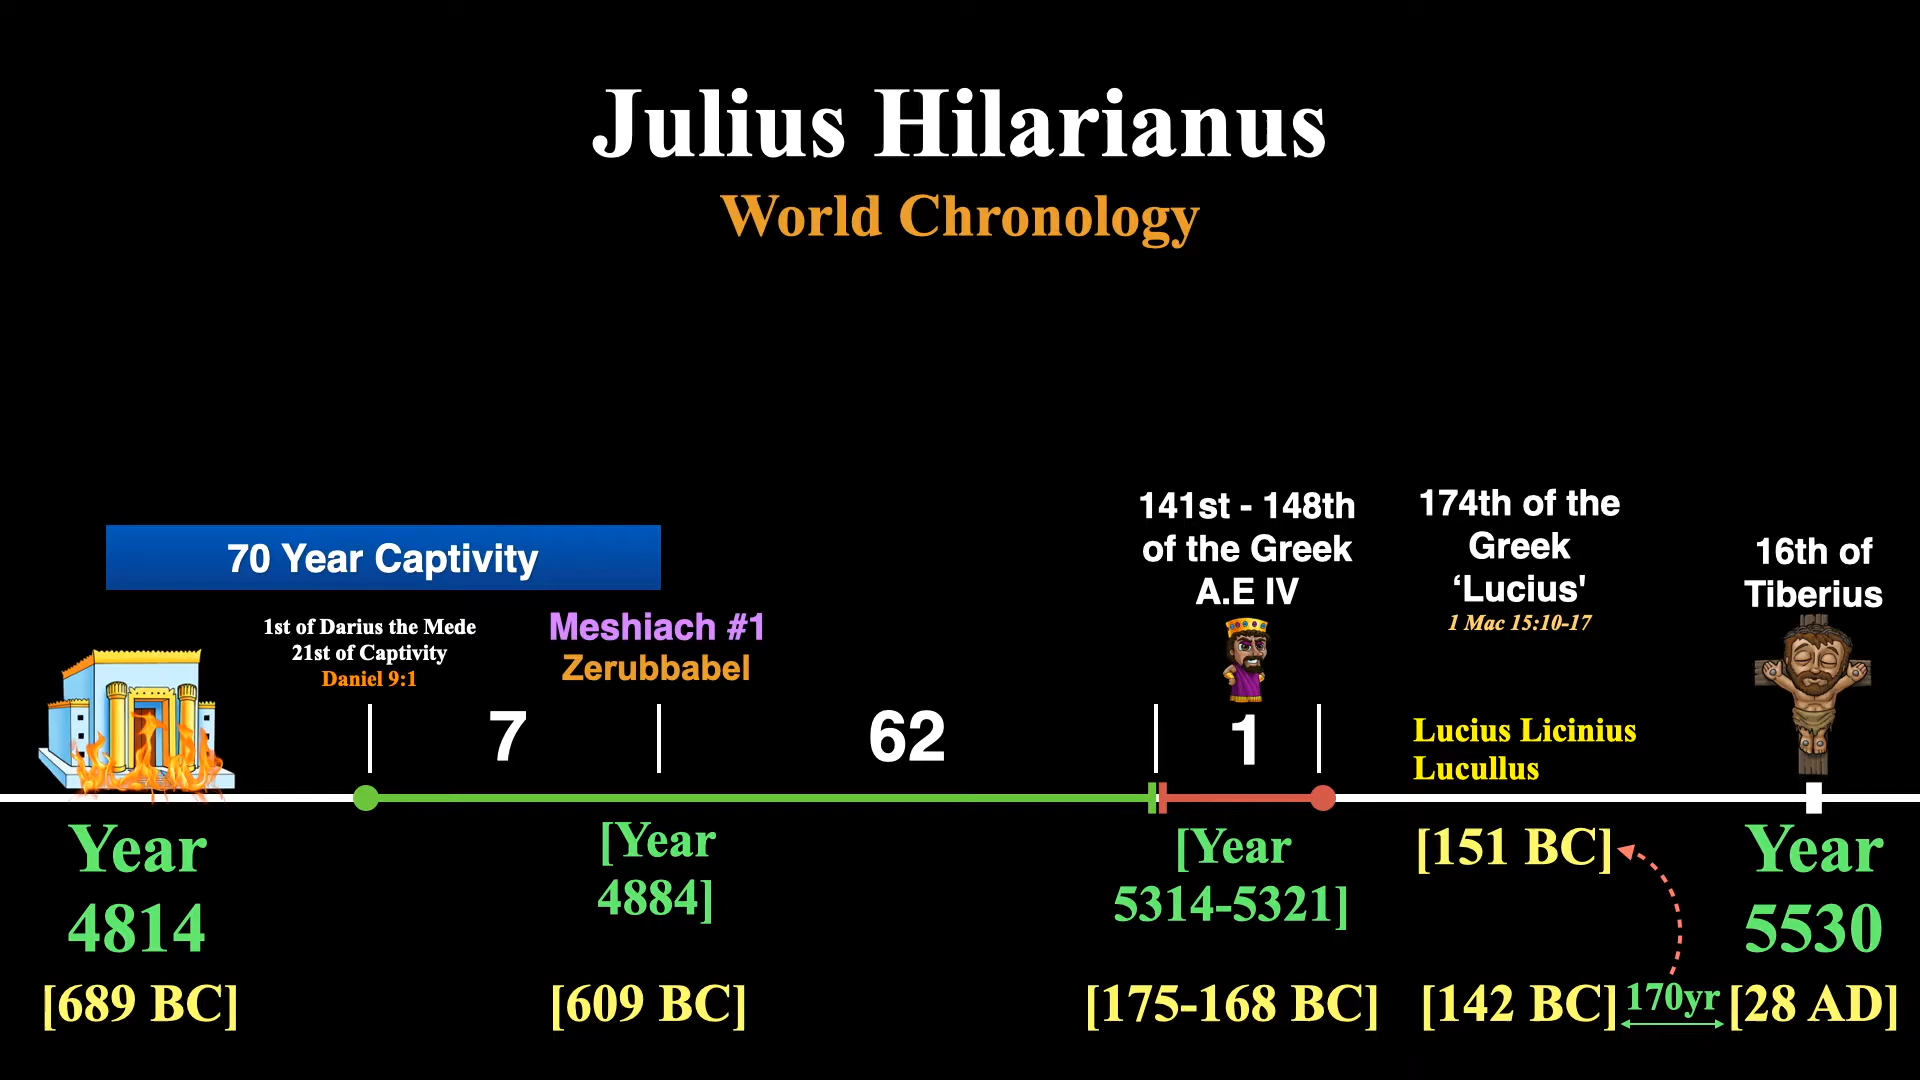 Julius Hilarianus
World Chronology
70 Year Captivity
1st of Darius the Mede
21st of Captivity
Daniel 9:1
Meshiach #1
Zerubbabel
141st - 148th
of the Greek
A.E IV
174th of the
Greek
‘Lucius'
1 Mac 15:10-17
16th of
Tiberius
7
62
1
Lucius Licinius
Lucullus
Year
4814
[689 BC]
[Year
4884]
[609 BC]
[Year
5314-5321]
[175-168 BC]
[151 BC]
[142 BC]
170yr
Year
5530
[28 AD]